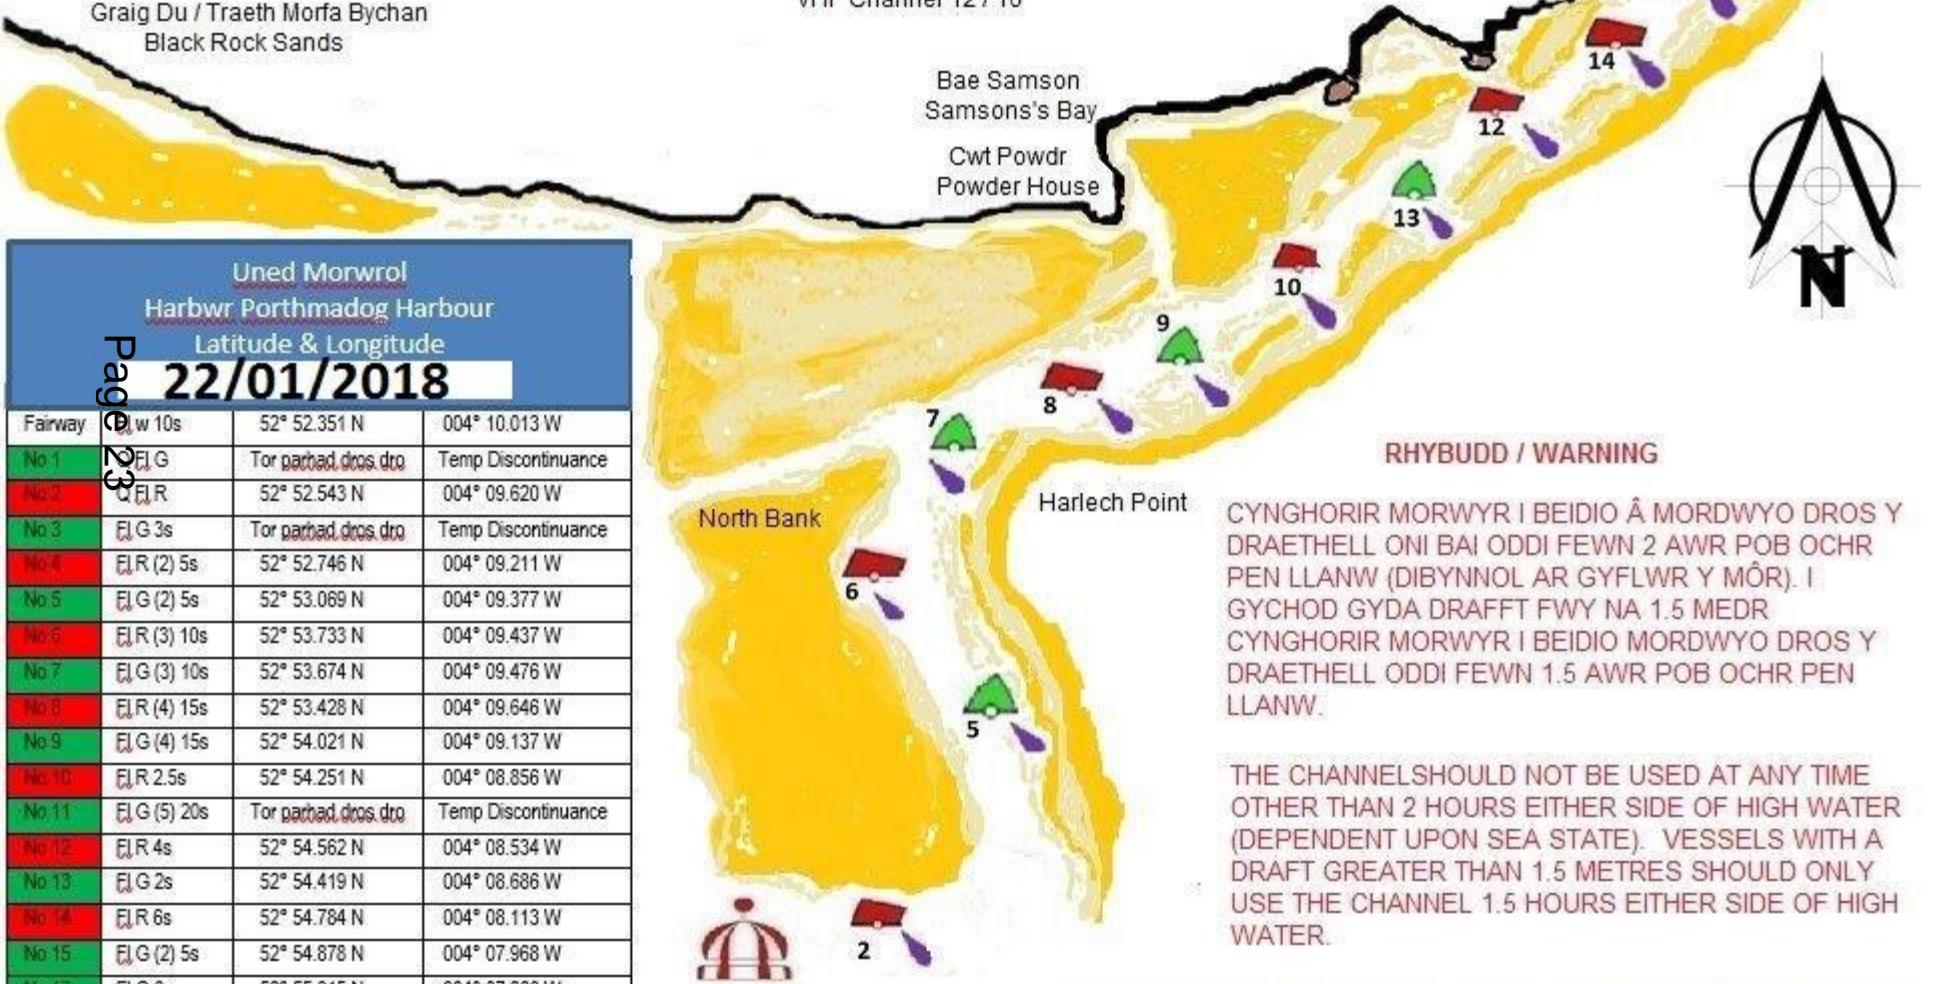 Graig Du / Traeth Morfa Bychan
Black Rock Sands
VHF Channel 12 / 16
Bae Samson
Samsons's Bay
Cwt Powdr
Powder House
14
12
13
10
9
8
7
North Bank
Harlech Point
6
5
2
N
Uned Morwrol
Harbwr Porthmadog Harbour
Latitude & Longitude
22/01/2018
Page 23
Fairway w 10s 52° 52.351 N 004° 10.013 W
No 1 Fl G Tor parhad dros dro Temp Discontinuance
No 2 Q Fl R 52° 52.543 N 004° 09.620 W
No 3 Fl G 3s Tor parhad dros dro Temp Discontinuance
No 4 Fl R (2) 5s 52° 52.746 N 004° 09.211 W
No 5 Fl G (2) 5s 52° 53.069 N 004° 09.377 W
No 6 Fl R (3) 10s 52° 53.733 N 004° 09.437 W
No 7 Fl G (3) 10s 52° 53.674 N 004° 09.476 W
No 8 Fl R (4) 15s 52° 53.428 N 004° 09.646 W
No 9 Fl G (4) 15s 52° 54.021 N 004° 09.137 W
No 10 Fl R 2.5s 52° 54.251 N 004° 08.856 W
No 11 Fl G (5) 20s Tor parhad dros dro Temp Discontinuance
No 12 Fl R 4s 52° 54.562 N 004° 08.534 W
No 13 Fl G 2s 52° 54.419 N 004° 08.686 W
No 14 Fl R 6s 52° 54.784 N 004° 08.113 W
No 15 Fl G (2) 5s 52° 54.878 N 004° 07.968 W
RHYBUDD / WARNING
CYNGHORIR MORWYR I BEIDIO Â MORDWYO DROS Y
DRAETHELL ONI BAI ODDI FEWN 2 AWR POB OCHR
PEN LLANW (DIBYNNOL AR GYFLWR Y MÔR). I
GYCHOD GYDA DRAFFT FWY NA 1.5 MEDR
CYNGHORIR MORWYR I BEIDIO MORDWYO DROS Y
DRAETHELL ODDI FEWN 1.5 AWR POB OCHR PEN
LLANW.
THE CHANNELSHOULD NOT BE USED AT ANY TIME
OTHER THAN 2 HOURS EITHER SIDE OF HIGH WATER
(DEPENDENT UPON SEA STATE). VESSELS WITH A
DRAFT GREATER THAN 1.5 METRES SHOULD ONLY
USE THE CHANNEL 1.5 HOURS EITHER SIDE OF HIGH
WATER.